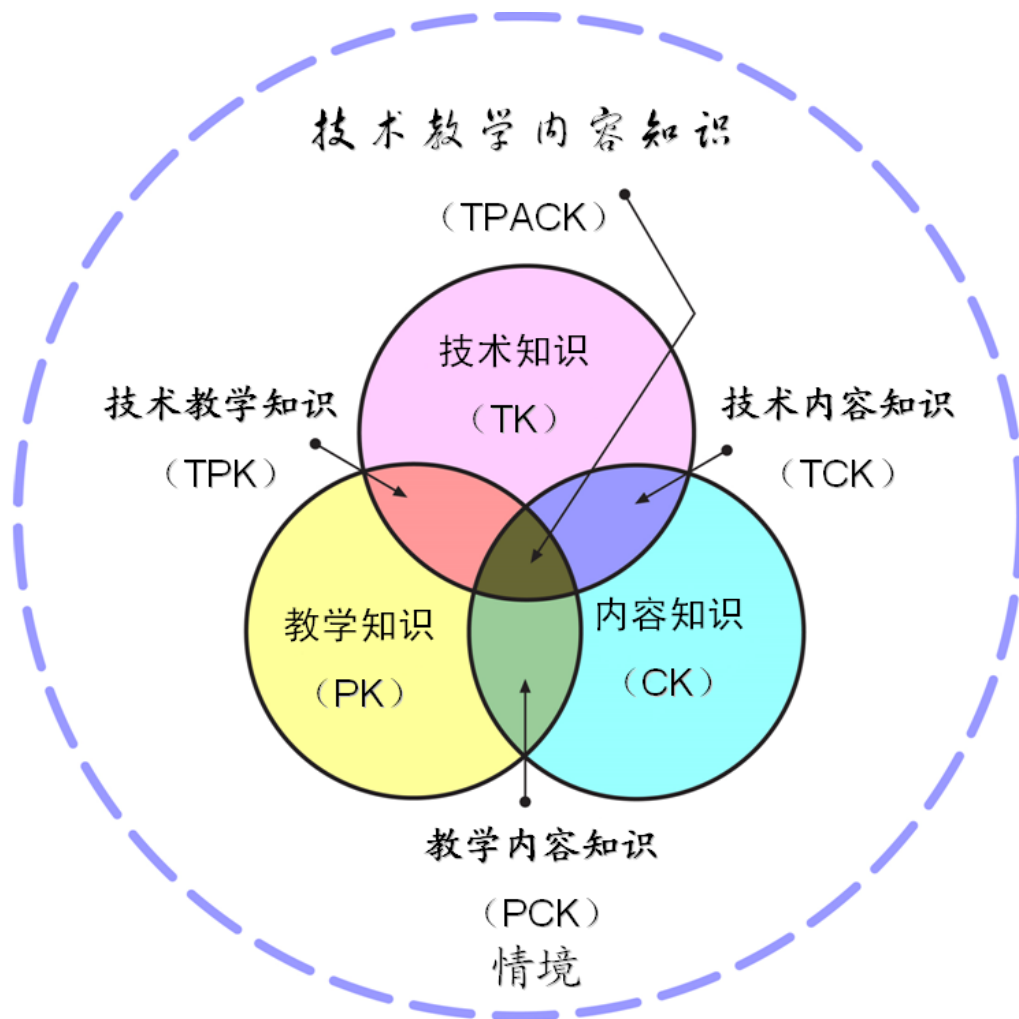 技术教学内容知识
（TPACK）
技术知识
（TK）
技术教学知识
（TPK）
技术内容知识
（TCK）
教学知识
（PK）
内容知识
（CK）
教学内容知识
（PCK）
情境